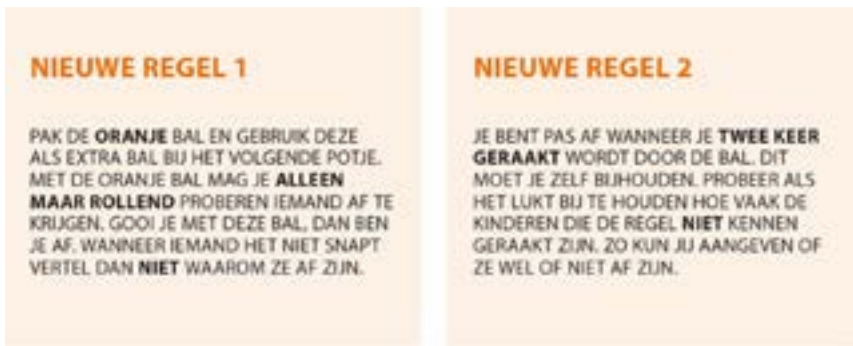 NIEUWE REGEL 1
PAK DE ORANJE BAL EN GEBRUIK DEZE
ALS EXTRA BAL BIJ HET VOLGENDE POTJE.
MET DE ORANJE BAL MAG JE ALLEEN
MAAR ROLLEND PROBEREN IEMAND AF TE
KRIJGEN. GOOI JE MET DEZE BAL, DAN BEN
JE AF. WANNEER IEMAND HET NIET SNAPT
VERTEL DAN NIET WAAROM ZE AF ZIJN.
NIEUWE REGEL 2
JE BENT PAS AF WANNEER JE TWEE KEER
GERAAKT WORDT DOOR DE BAL. DIT
MOET JE ZELF BIJHOUDEN. PROBEER ALS
HET LUKT BIJ TE HOUDEN HOE VAAK DE
KINDEREN DIE DE REGEL NIET KENNEN
GERAAKT ZIJN. ZO KUN JIJ AANGEVEN OF
ZE WEL OF NIET AF ZIJN.